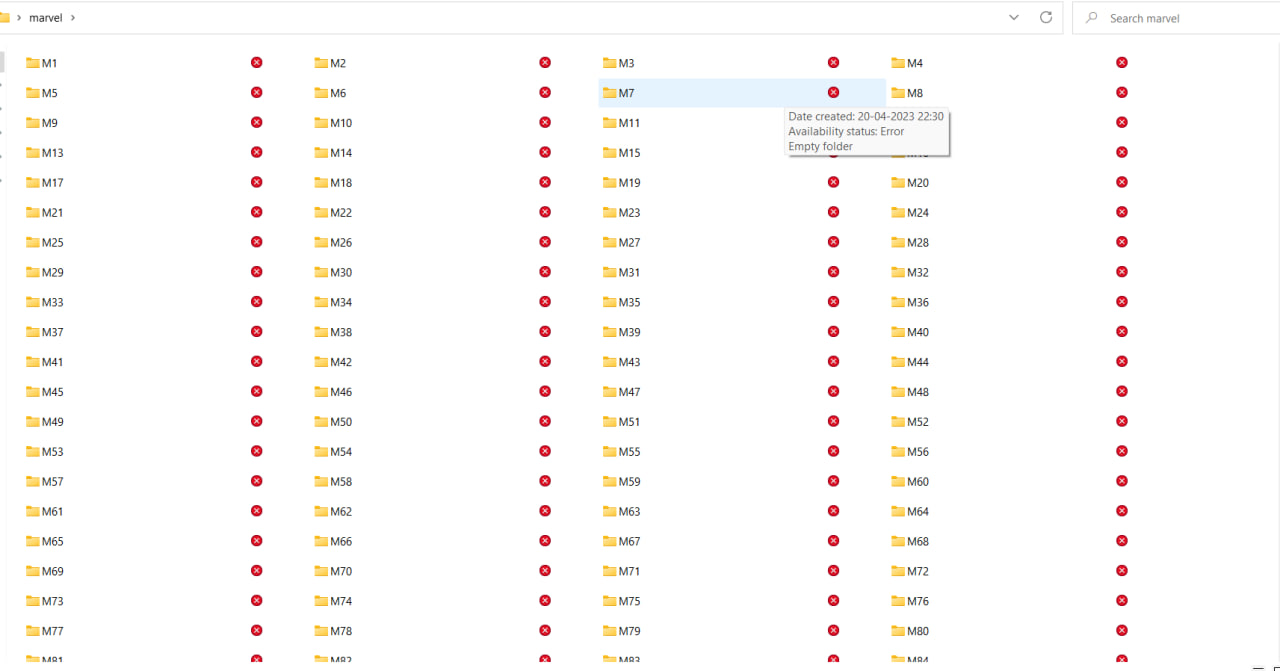 marvel
Search marvel
M1 M2 M3 M4
M5 M6 M7 M8
Date created: 20-04-2023 22:30
Availability status: Error
Empty folder
M9 M10 M11
M13 M14 M15
M17 M18 M19 M20
M21 M22 M23 M24
M25 M26 M27 M28
M29 M30 M31 M32
M33 M34 M35 M36
M37 M38 M39 M40
M41 M42 M43 M44
M45 M46 M47 M48
M49 M50 M51 M52
M53 M54 M55 M56
M57 M58 M59 M60
M61 M62 M63 M64
M65 M66 M67 M68
M69 M70 M71 M72
M73 M74 M75 M76
M77 M78 M79 M80
M81 M82 M83 M84